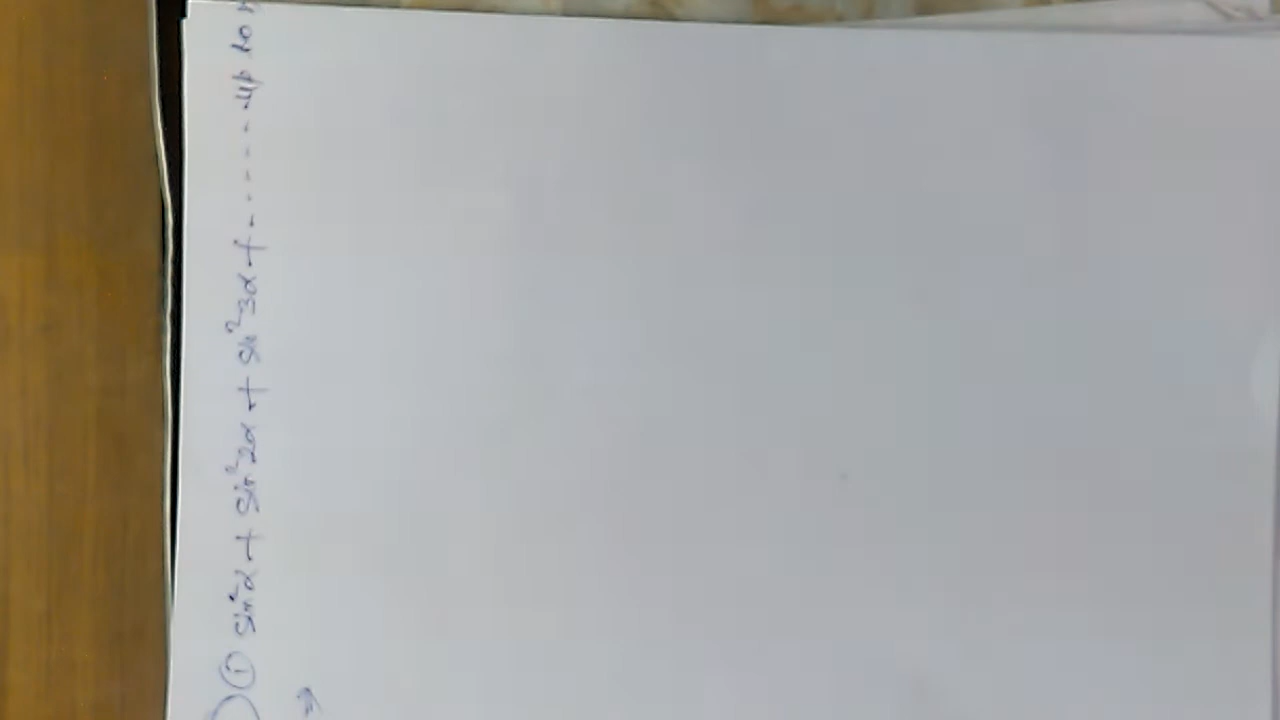 ① sin²α + sin²2α + sin²3α + ------ up to
⇒